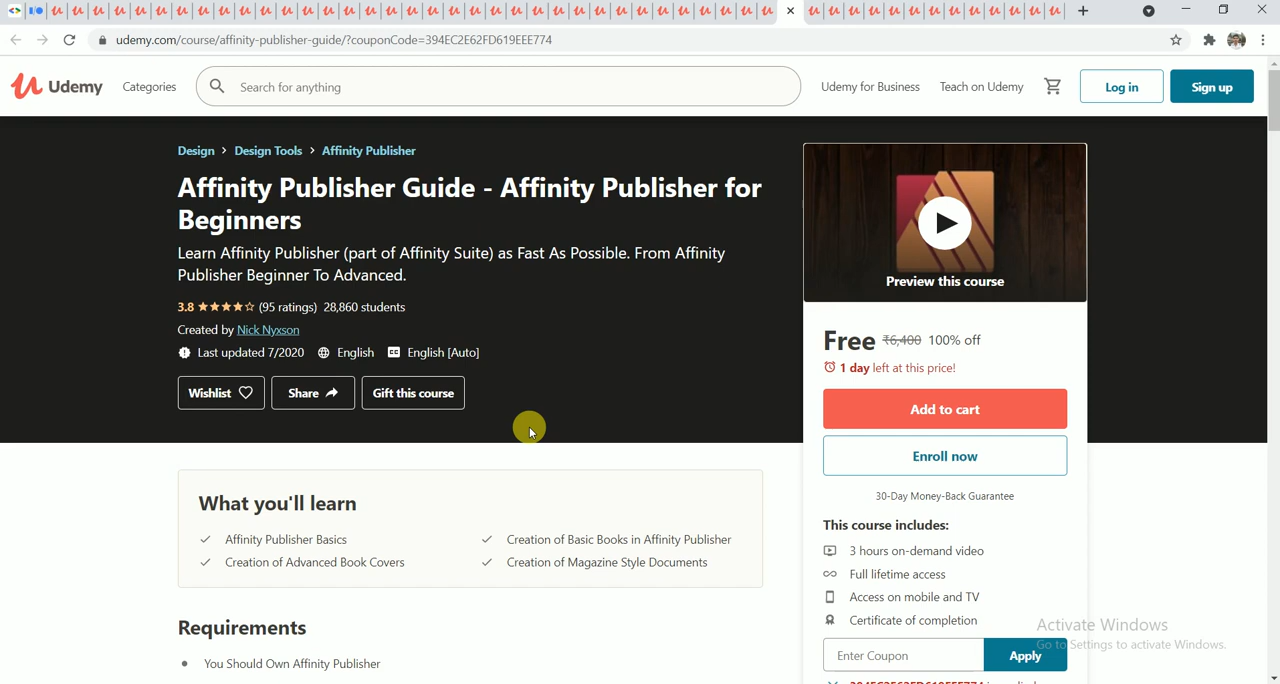 udemy.com/course/affinity-publisher-guide/?couponCode=394EC2E62FD619EEE774
Udemy
Categories
Search for anything
Udemy for Business
Teach on Udemy
Log in
Sign up
Design > Design Tools > Affinity Publisher
Affinity Publisher Guide - Affinity Publisher for
Beginners
Learn Affinity Publisher (part of Affinity Suite) as Fast As Possible. From Affinity
Publisher Beginner To Advanced.
3.8 (95 ratings) 28,860 students
Created by Nick Nyxson
Last updated 7/2020 English English [Auto]
Wishlist
Share
Gift this course
What you'll learn
Affinity Publisher Basics
Creation of Basic Books in Affinity Publisher
Creation of Advanced Book Covers
Creation of Magazine Style Documents
Requirements
You Should Own Affinity Publisher
Preview this course
Free ₹6,400 100% off
1 day left at this price!
Add to cart
Enroll now
30-Day Money-Back Guarantee
This course includes:
3 hours on-demand video
Full lifetime access
Access on mobile and TV
Certificate of completion
Enter Coupon
Apply
Activate Windows
Go to Settings to activate Windows.